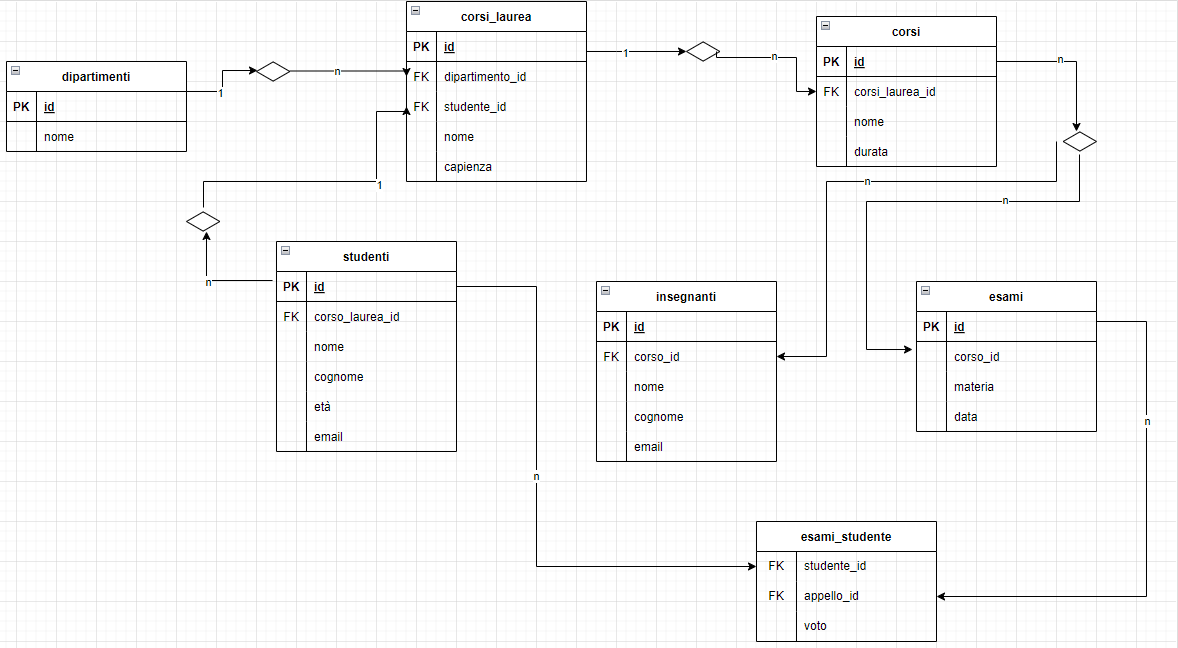 dipartimenti
PK id
nome
1
n
corsi_laurea
PK id
FK dipartimento_id
FK studente_id
nome
capienza
1
n
corsi
PK id
FK corsi_laurea_id
nome
durata
n
n
n
1
n
studenti
PK id
FK corso_laurea_id
nome
cognome
età
email
n
insegnanti
PK id
FK corso_id
nome
cognome
email
esami
PK id
corso_id
materia
data
n
esami_studente
FK studente_id
FK appello_id
voto